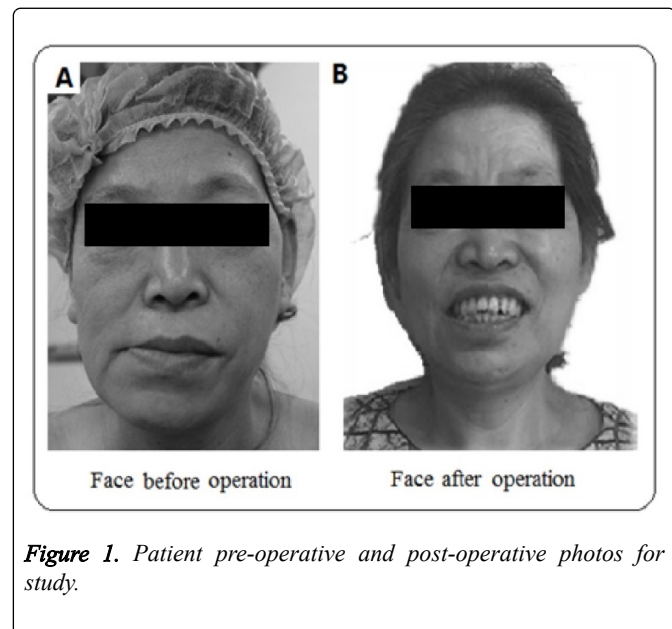 A
B
Face before operation
Face after operation
Figure 1. Patient pre-operative and post-operative photos for
study.